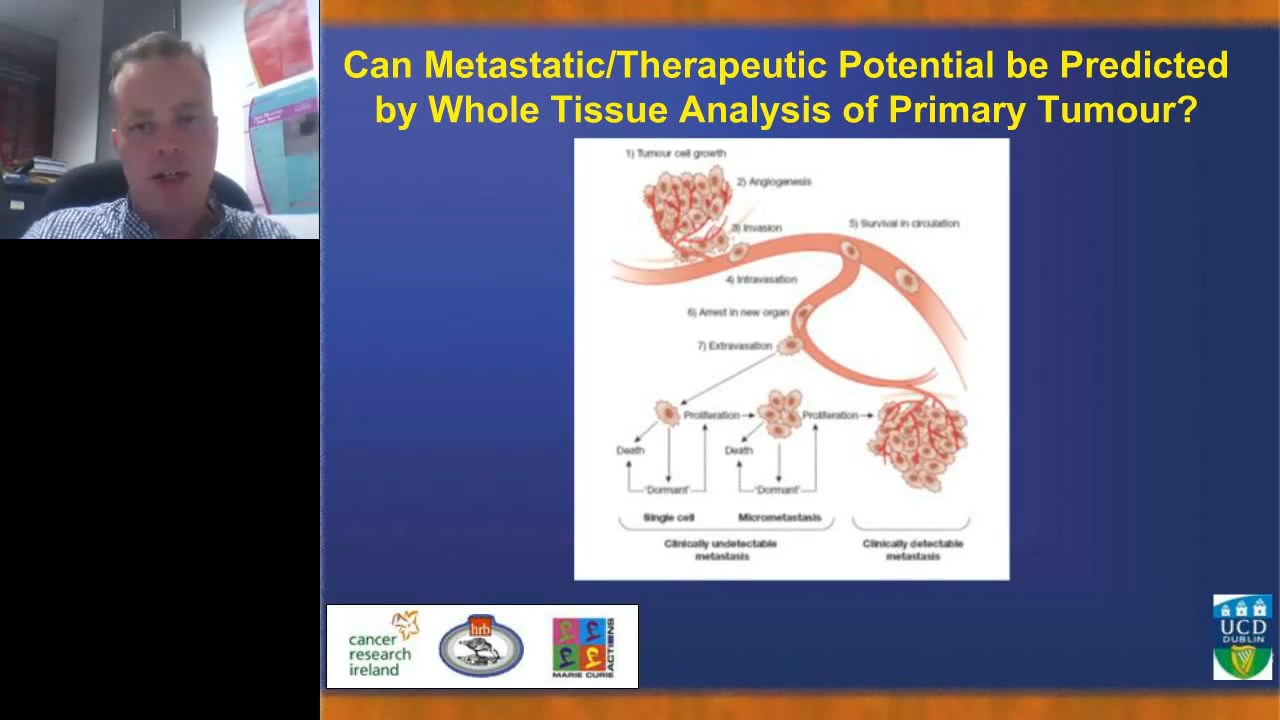 Can Metastatic/Therapeutic Potential be Predicted
by Whole Tissue Analysis of Primary Tumour?
1) Tumour cell growth
2) Angiogenesis
3) Invasion
5) Survival in circulation
4) Intravasation
6) Arrest in new organ
7) Extravasation
Proliferation
Proliferation
Death
Death
'Dormant'
'Dormant'
Single cell
Micrometastasis
Clinically undetectable
metastasis
Clinically detectable
metastasis
cancer
research
ireland
hrb
MARIE CURIE
ACTIONS
UCD
DUBLIN